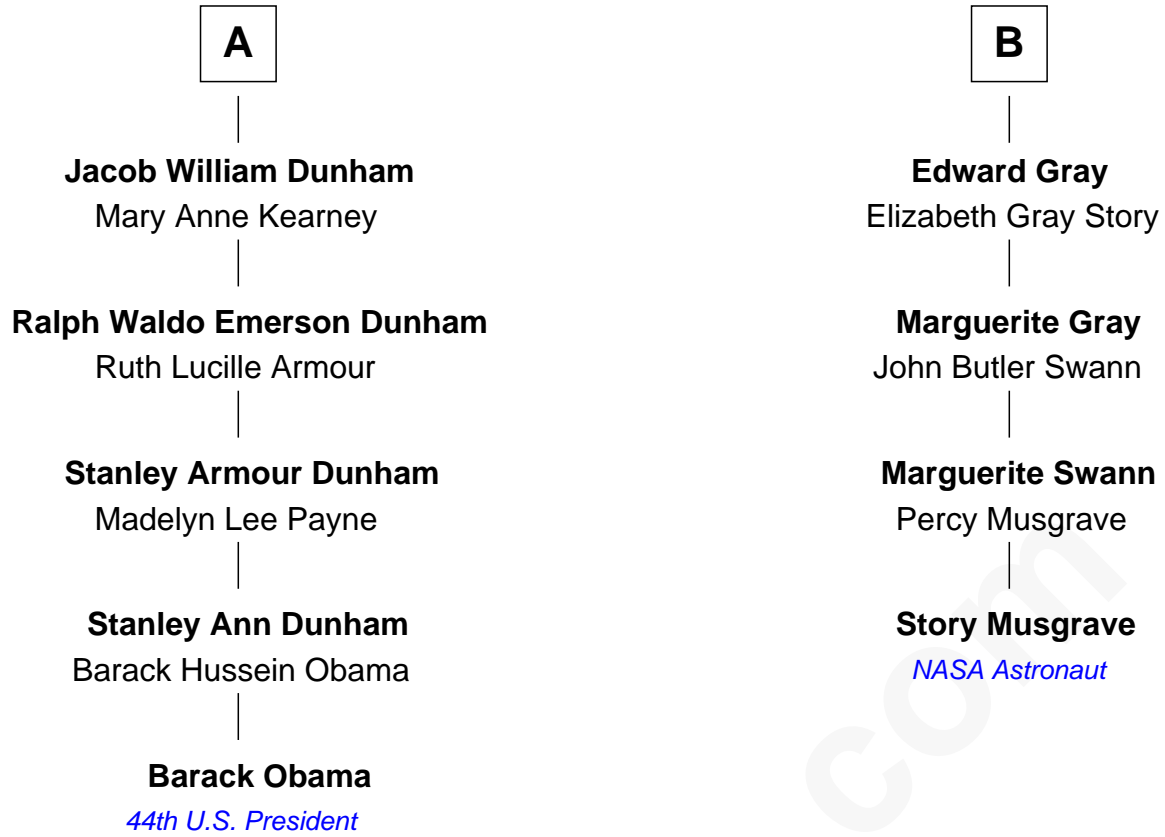 A
Jacob William Dunham
Mary Anne Kearney
Ralph Waldo Emerson Dunham
Ruth Lucille Armour
Stanley Armour Dunham
Madelyn Lee Payne
Stanley Ann Dunham
Barack Hussein Obama
Barack Obama
44th U.S. President
B
Edward Gray
Elizabeth Gray Story
Marguerite Gray
John Butler Swann
Marguerite Swann
Percy Musgrave
Story Musgrave
NASA Astronaut
com